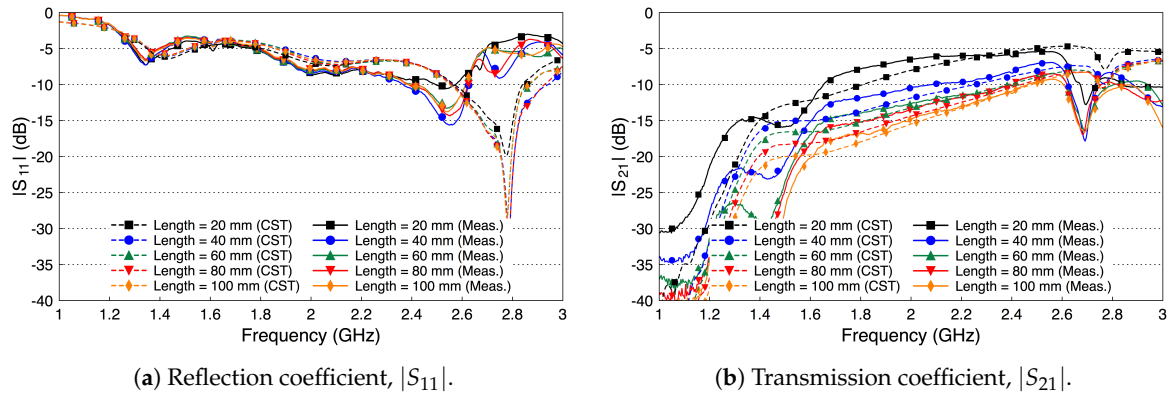 0
-5
-10
-15
-20
-25
-30
-35
-40
|S11| (dB)
Length = 20 mm (CST) Length = 20 mm (Meas.)
Length = 40 mm (CST) Length = 40 mm (Meas.)
Length = 60 mm (CST) Length = 60 mm (Meas.)
Length = 80 mm (CST) Length = 80 mm (Meas.)
Length = 100 mm (CST) Length = 100 mm (Meas.)
1 1.2 1.4 1.6 1.8 2 2.2 2.4 2.6 2.8 3
Frequency (GHz)
(a) Reflection coefficient, |S11|.
0
-5
-10
-15
-20
-25
-30
-35
-40
|S21| (dB)
Length = 20 mm (CST) Length = 20 mm (Meas.)
Length = 40 mm (CST) Length = 40 mm (Meas.)
Length = 60 mm (CST) Length = 60 mm (Meas.)
Length = 80 mm (CST) Length = 80 mm (Meas.)
Length = 100 mm (CST) Length = 100 mm (Meas.)
1 1.2 1.4 1.6 1.8 2 2.2 2.4 2.6 2.8 3
Frequency (GHz)
(b) Transmission coefficient, |S21|.